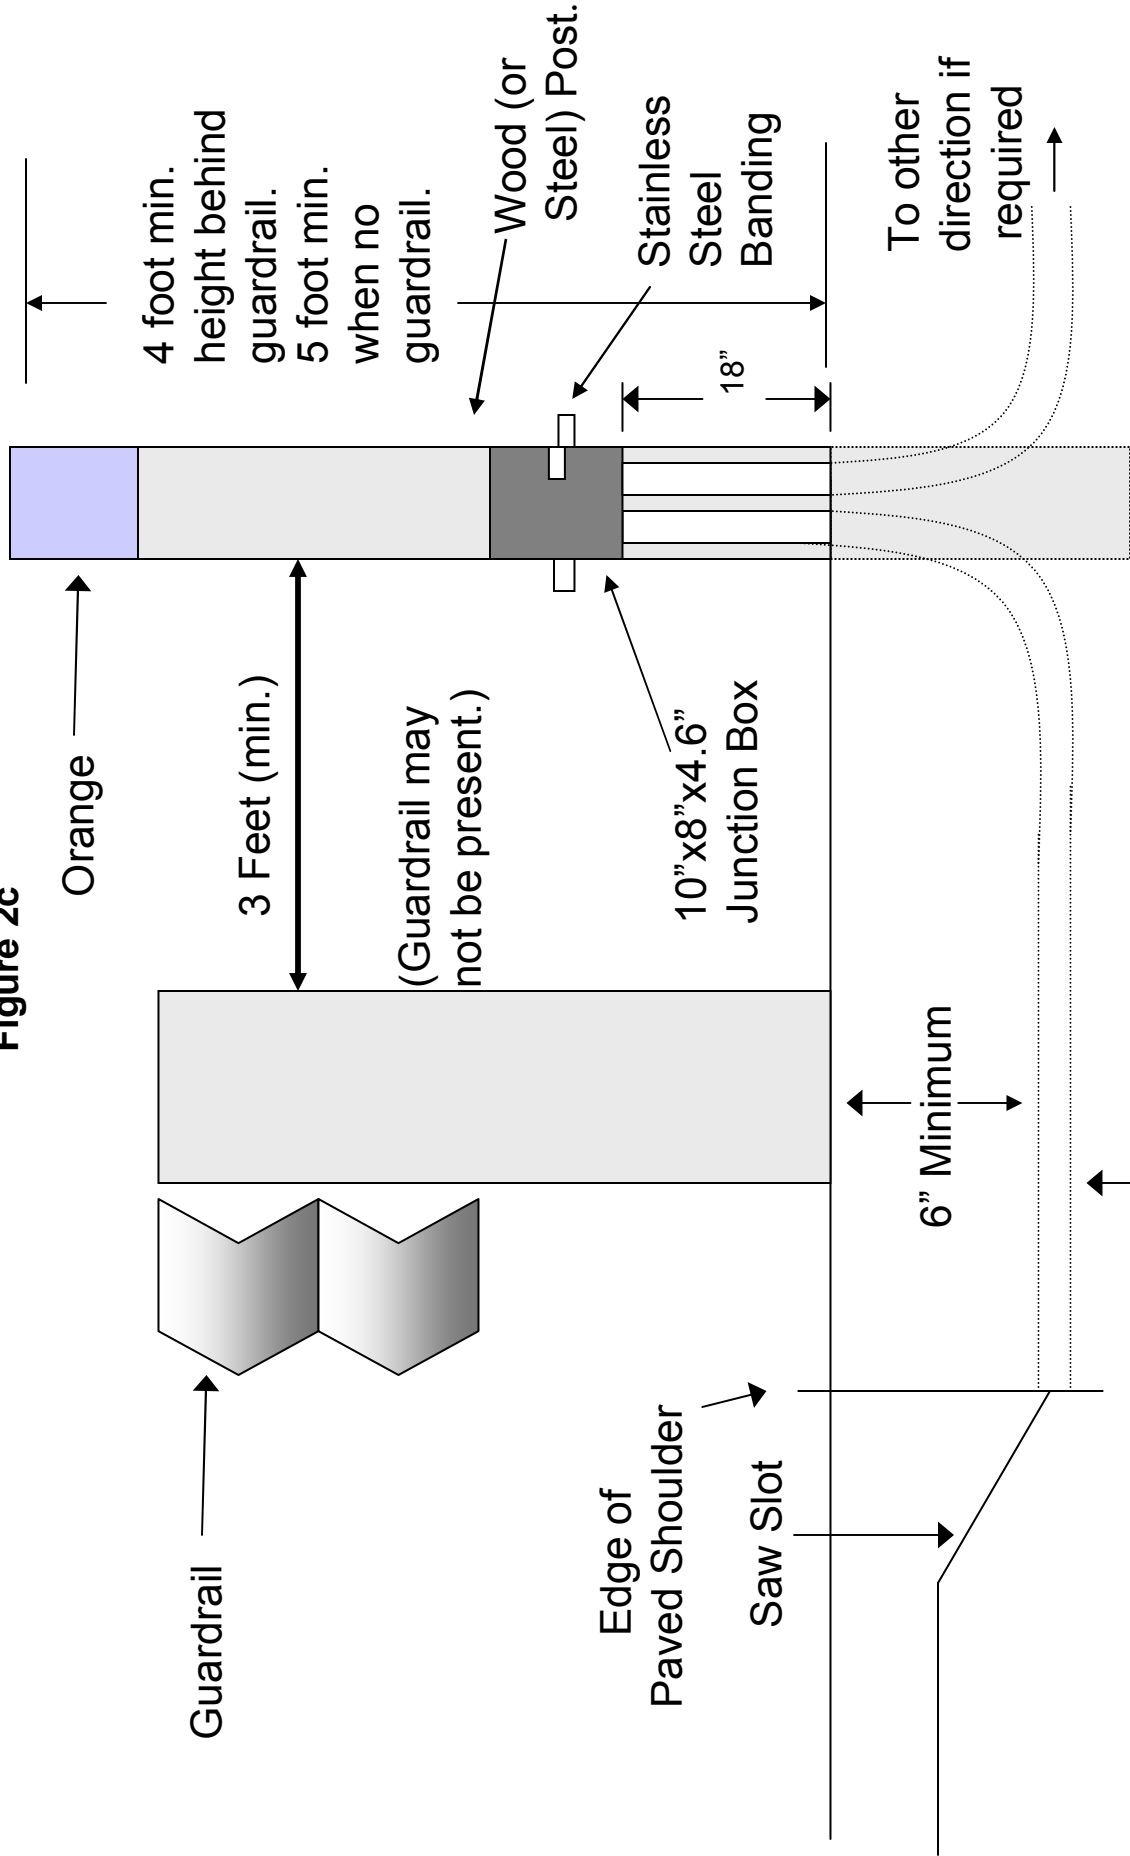 Figure 2c
Orange
4 foot min.
height behind
guardrail.
5 foot min.
when no
guardrail.
Wood (or
Steel) Post.
Stainless
Steel
Banding
18”
To other
direction if
required
3 Feet (min.)
(Guardrail may
not be present.)
10”x8”x4.6”
Junction Box
6” Minimum
Guardrail
Edge of
Paved Shoulder
Saw Slot